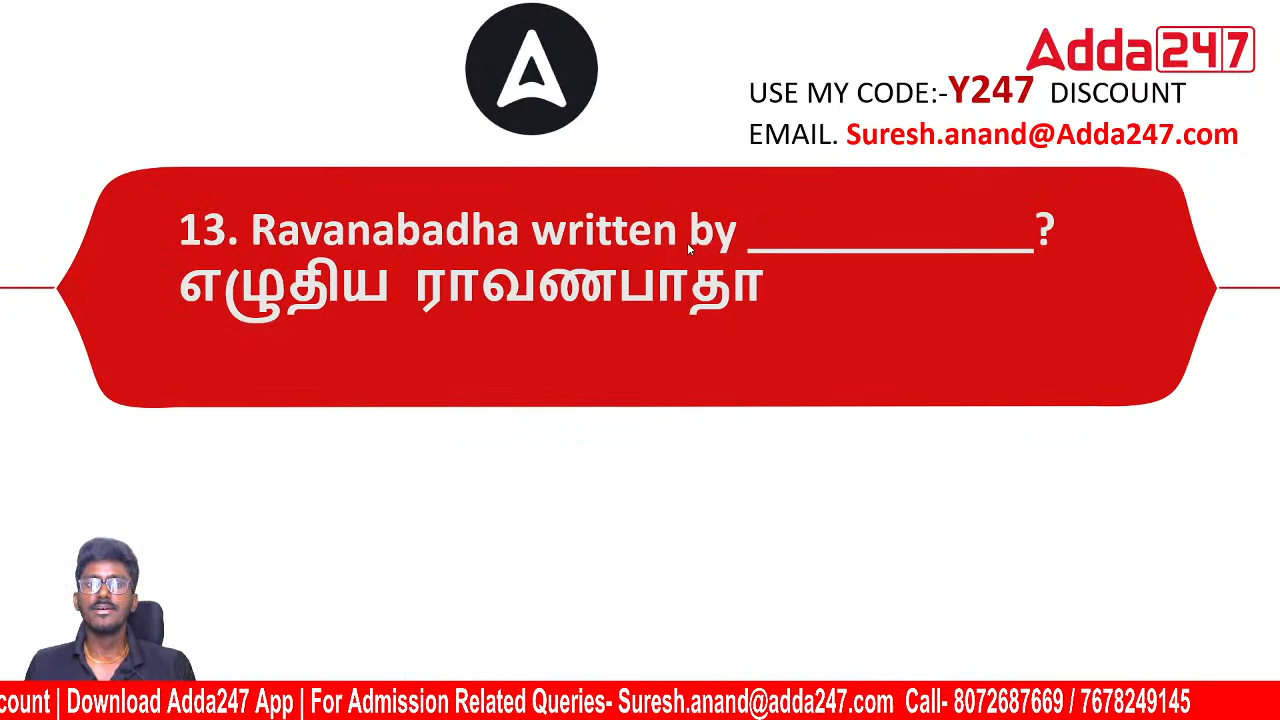 Adda247
USE MY CODE:-Y247 DISCOUNT
EMAIL. Suresh.anand@Adda247.com
13. Ravanabadha written by _____________?
எழுதிய ராவணபாதா
count | Download Adda247 App | For Admission Related Queries- Suresh.anand@adda247.com Call- 8072687669 / 7678249145